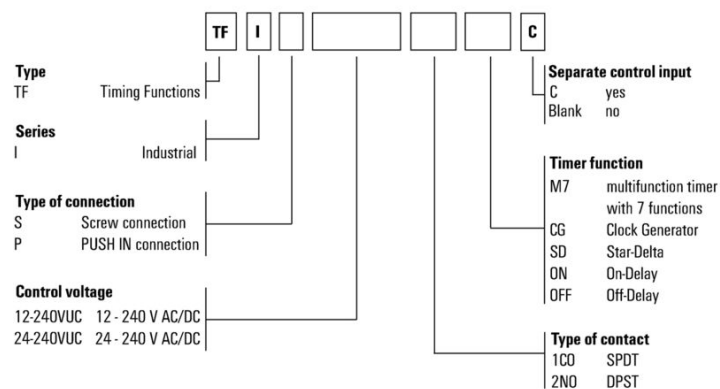 TF I C
Type
TF Timing Functions
Series
I Industrial
Type of connection
S Screw connection
P PUSH IN connection
Control voltage
12-240VUC 12 - 240 V AC/DC
24-240VUC 24 - 240 V AC/DC
Separate control input
C yes
Blank no
Timer function
M7 multifunction timer
with 7 functions
CG Clock Generator
SD Star-Delta
ON On-Delay
OFF Off-Delay
Type of contact
1CO SPDT
2NO DPST